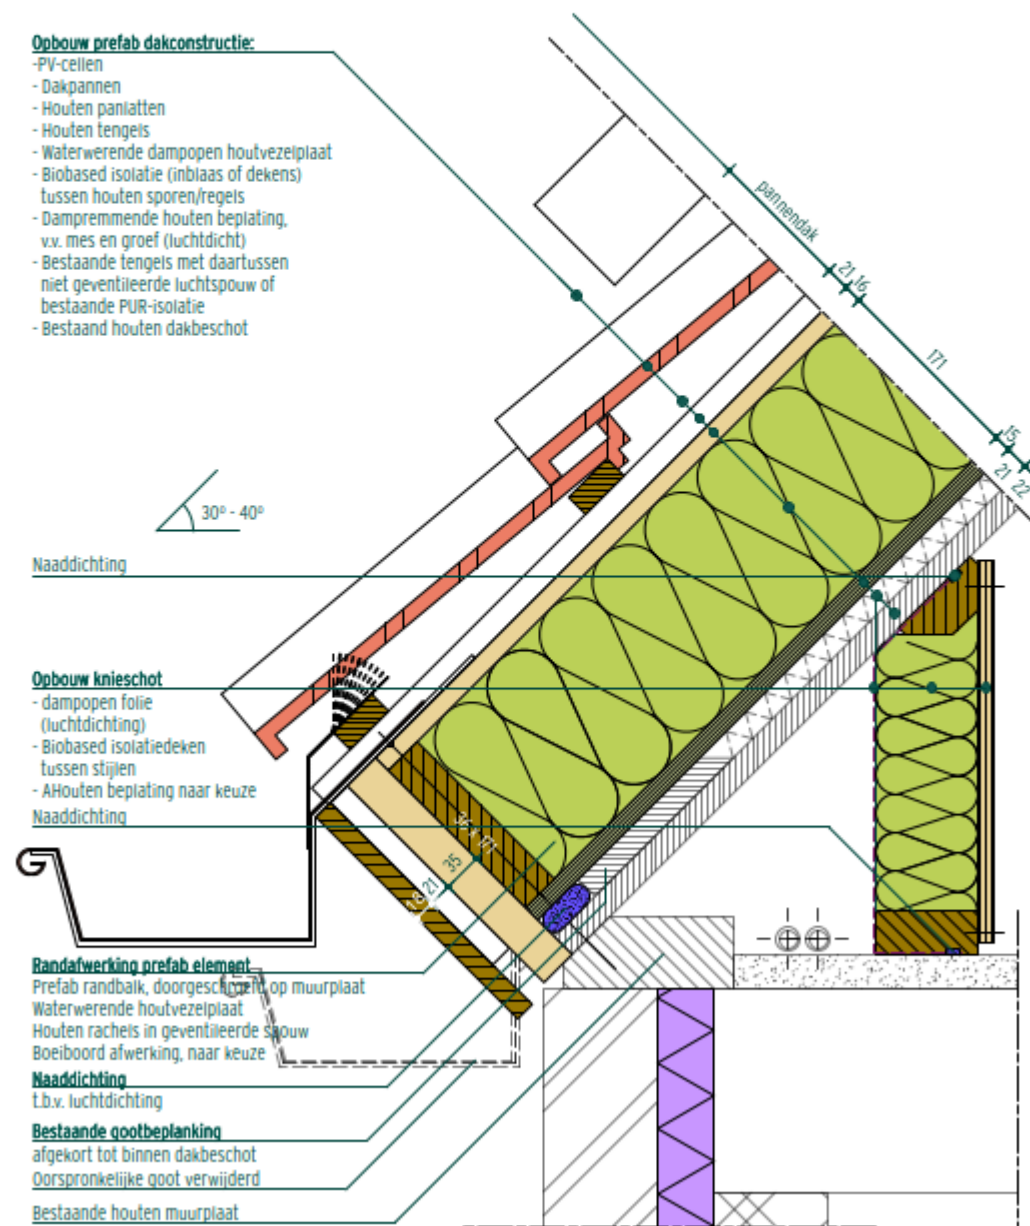 Opbouw prefab dakconstructie:
-PV-cellen
- Dakpannen
- Houten panlatten
- Houten tengels
- Waterwerende dampopen houtvezelplaat
- Biobased isolatie (inblaas of dekens)
tussen houten sporen/regels
- Dampremmende houten beplating,
v.v. mes en groef (luchtdicht)
- Bestaande tengels met daartussen
niet geventileerde luchtspouw of
bestaande PUR-isolatie
- Bestaand houten dakbeschot
pannendak
21
16
171
15
21
22
30º - 40º
Naaddichting
Opbouw knieschot
- dampopen folie
(luchtdichting)
- Biobased isolatiedeken
tussen stijlen
- AHouten beplating naar keuze
Naaddichting
35
21
18
Randafwerking prefab element
Prefab randbalk, doorgeschroefd op muurplaat
Waterwerende houtvezelplaat
Houten rachels in geventileerde spouw
Boeiboord afwerking, naar keuze
Naaddichting
t.b.v. luchtdichting
Bestaande gootbeplanking
afgekort tot binnen dakbeschot
Oorspronkelijke goot verwijderd
Bestaande houten muurplaat